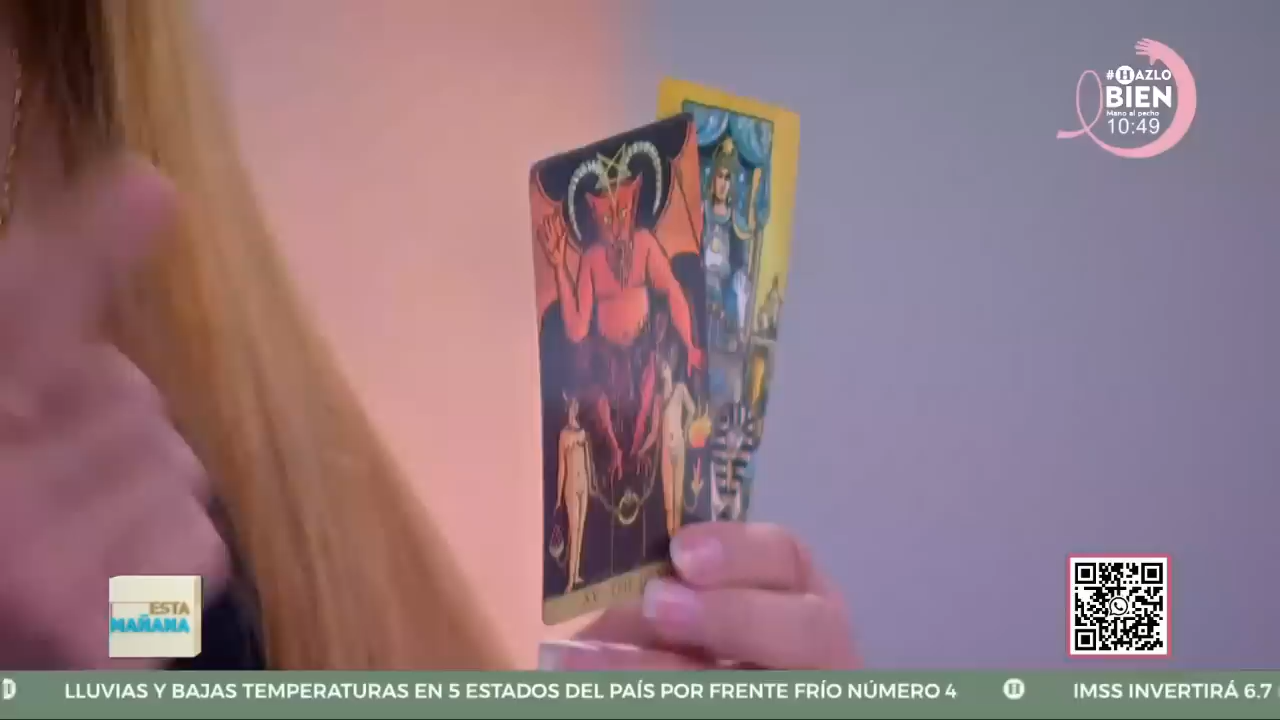 #HAZLO
BIEN
Mano al pecho
10:49
ESTA
MAÑANA
LLUVIAS Y BAJAS TEMPERATURAS EN 5 ESTADOS DEL PAÍS POR FRENTE FRÍO NÚMERO 4
IMSS INVERTIRÁ 6.7